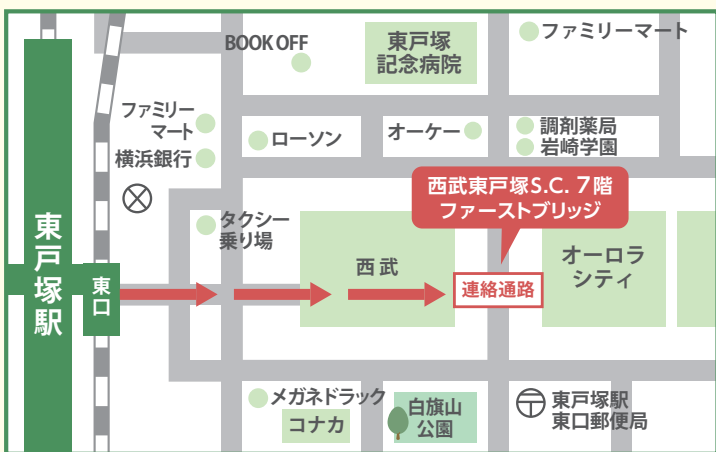 BOOK OFF
東戸塚
記念病院
ファミリーマート
ファミリー
マート
横浜銀行
ローソン
オーケー
調剤薬局
岩崎学園
西武東戸塚S.C. 7階
ファーストブリッジ
タクシー
乗り場
西武
連絡通路
オーロラ
シティ
東戸塚駅
東口
メガネドラック
コナカ
白旗山
公園
東戸塚駅
東口郵便局